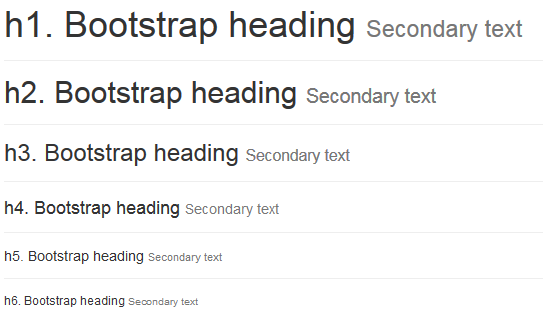 h1. Bootstrap heading Secondary text
h2. Bootstrap heading Secondary text
h3. Bootstrap heading Secondary text
h4. Bootstrap heading Secondary text
h5. Bootstrap heading Secondary text
h6. Bootstrap heading Secondary text